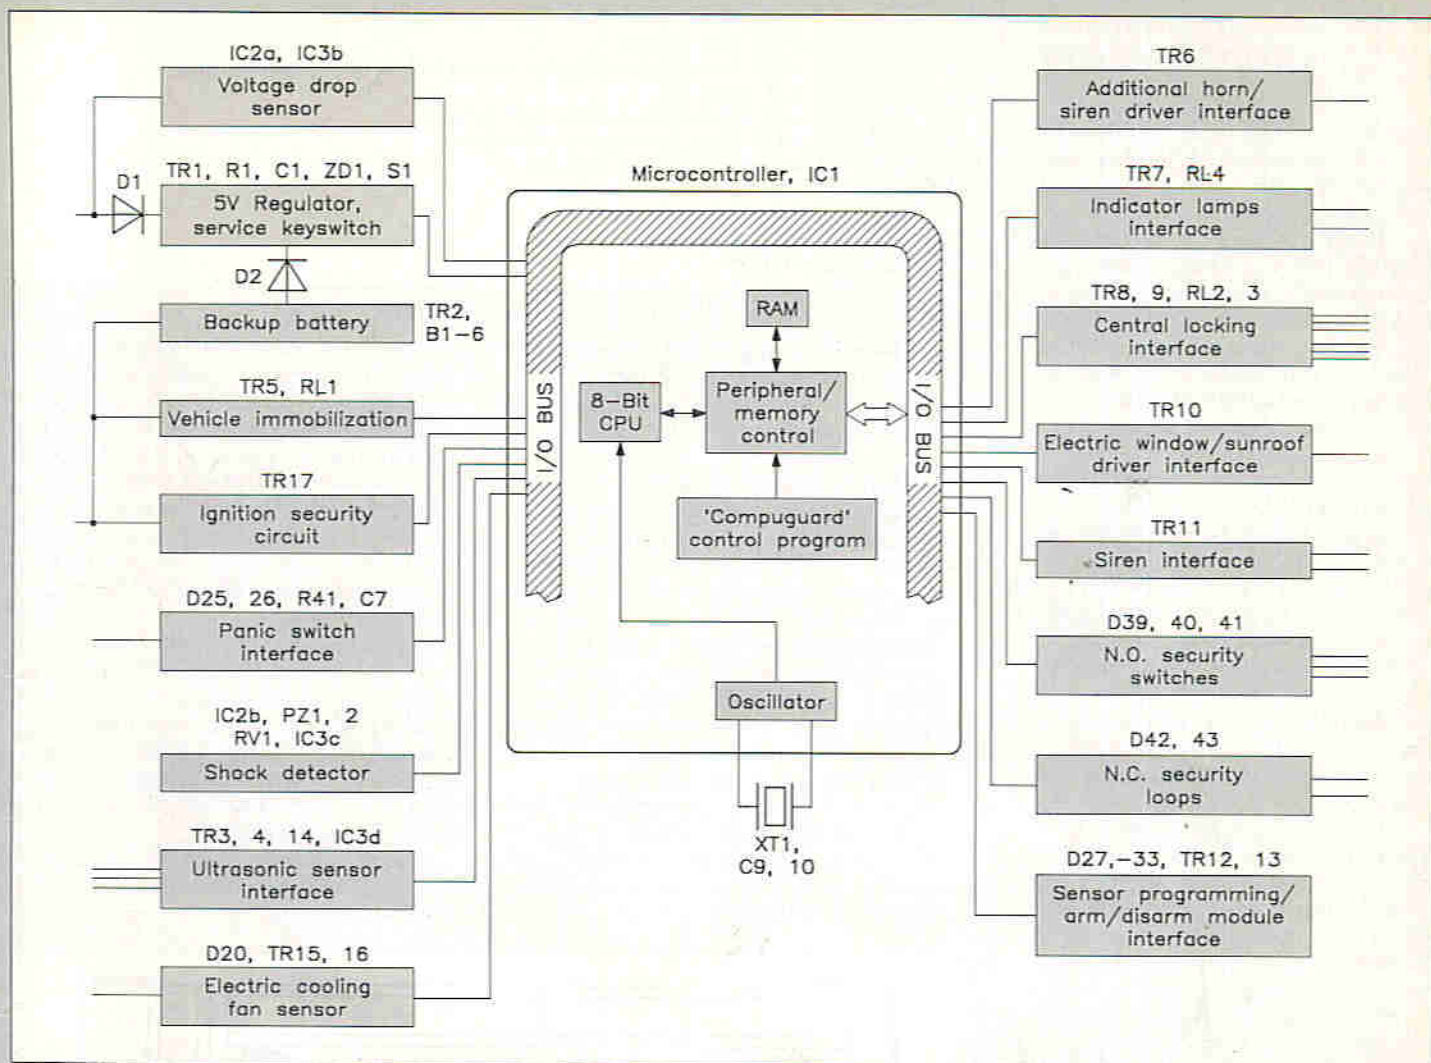 IC2a, IC3b
Voltage drop
sensor
D1
TR1, R1, C1, ZD1, S1
5V Regulator,
service keyswitch
D2
Backup battery
TR2,
B1-6
TR5, RL1
Vehicle immobilization
TR17
Ignition security
circuit
D25, 26, R41, C7
Panic switch
interface
IC2b, PZ1, 2
RV1, IC3c
Shock detector
TR3, 4, 14, IC3d
Ultrasonic sensor
interface
D20, TR15, 16
Electric cooling
fan sensor
Microcontroller, IC1
I/O BUS
RAM
8-Bit
CPU
Peripheral/
memory
control
'Compuguard'
control program
Oscillator
XT1,
C9, 10
I/O BUS
TR6
Additional horn/
siren driver interface
TR7, RL4
Indicator lamps
interface
TR8, 9, RL2, 3
Central locking
interface
TR10
Electric window/sunroof
driver interface
TR11
Siren interface
D39, 40, 41
N.O. security
switches
D42, 43
N.C. security
loops
D27,-33, TR12, 13
Sensor programming/
arm/disarm module
interface